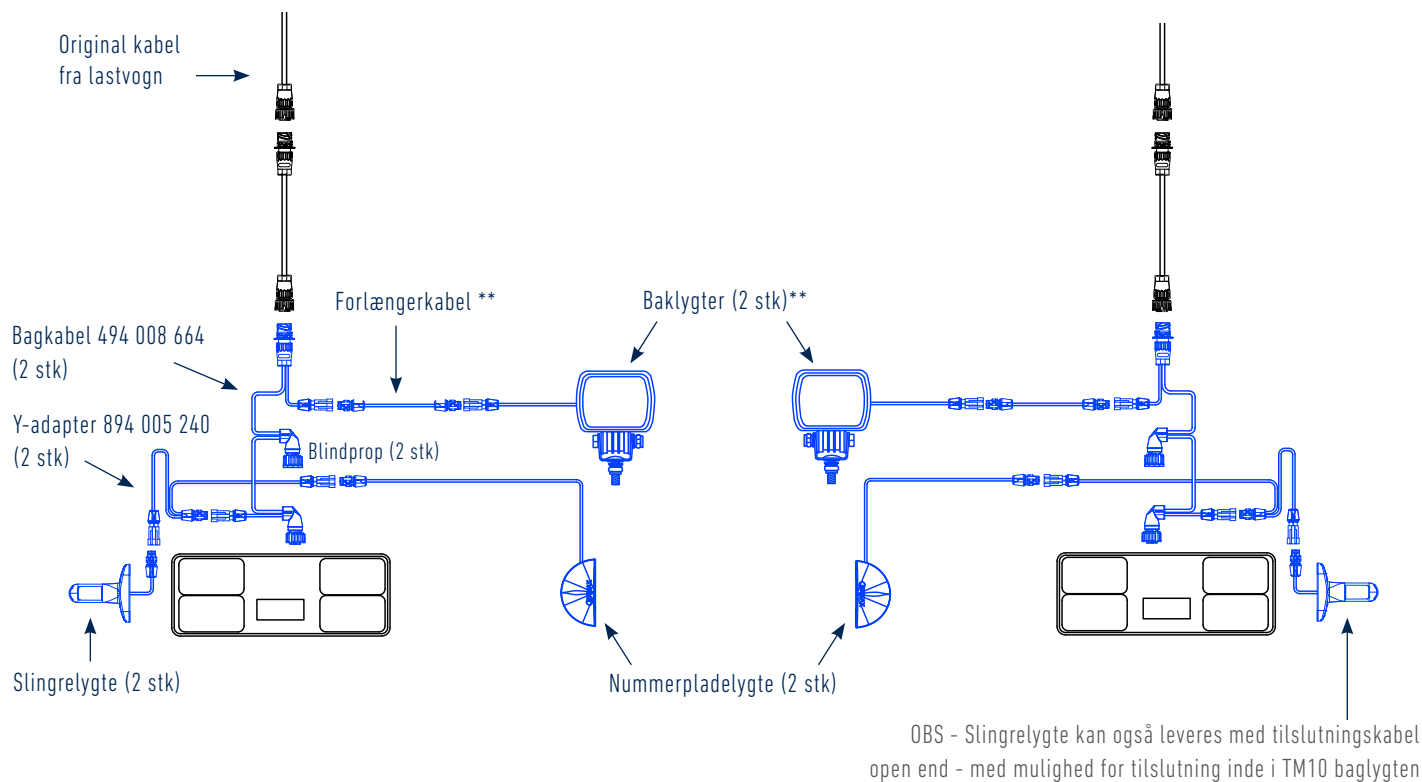 Original kabel
fra lastvogn
Forlængerkabel **
Baklygter (2 stk)**
Bagkabel 494 008 664
(2 stk)
Y-adapter 894 005 240
(2 stk)
Blindprop (2 stk)
Slingrelygte (2 stk)
Nummerpladelygte (2 stk)
OBS - Slingrelygte kan også leveres med tilslutningskabel
open end - med mulighed for tilslutning inde i TM10 baglygten